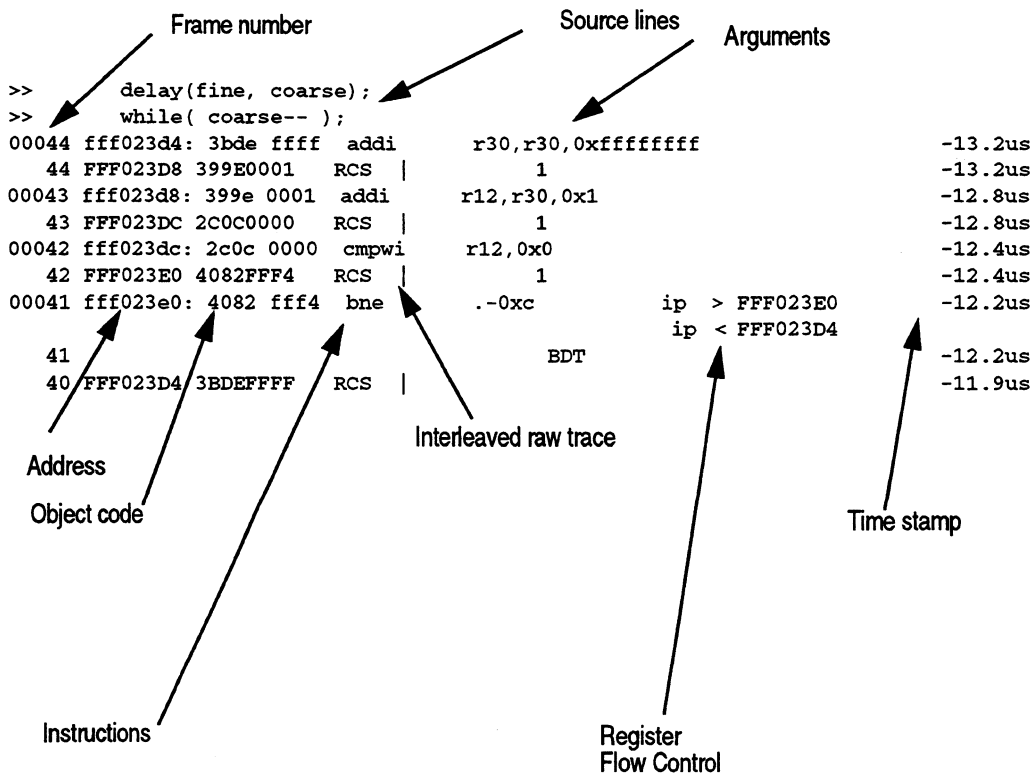 Frame number
Source lines
Arguments
>> delay(fine, coarse);
>> while( coarse-- );
00044 fff023d4: 3bde ffff addi r30,r30,0xffffffff -13.2us
44 FFF023D8 399E0001 RCS | 1 -13.2us
00043 fff023d8: 399e 0001 addi r12,r30,0x1 -12.8us
43 FFF023DC 2C0C0000 RCS | 1 -12.8us
00042 fff023dc: 2c0c 0000 cmpwi r12,0x0 -12.4us
42 FFF023E0 4082FFF4 RCS | 1 -12.4us
00041 fff023e0: 4082 fff4 bne .-0xc ip > FFF023E0 -12.2us
ip < FFF023D4
41 BDT -12.2us
40 FFF023D4 3BDEFFFF RCS | -11.9us
Interleaved raw trace
Address
Object code
Time stamp
Instructions
Register
Flow Control